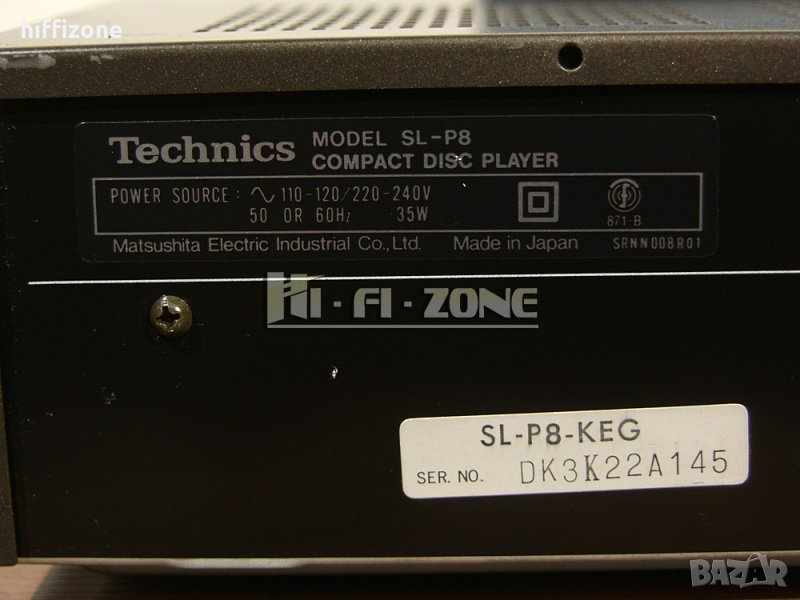 hiffizone
Technics
MODEL SL-P8
COMPACT DISC PLAYER
POWER SOURCE : ∿ 110-120/220-240V
50 OR 60Hz 35W
871-B
Matsushita Electric Industrial Co., Ltd. Made in Japan SRNN008R01
Hi-Fi-ZONE
SL-P8-KEG
SER. NO. DK3K22A145
BAZAR